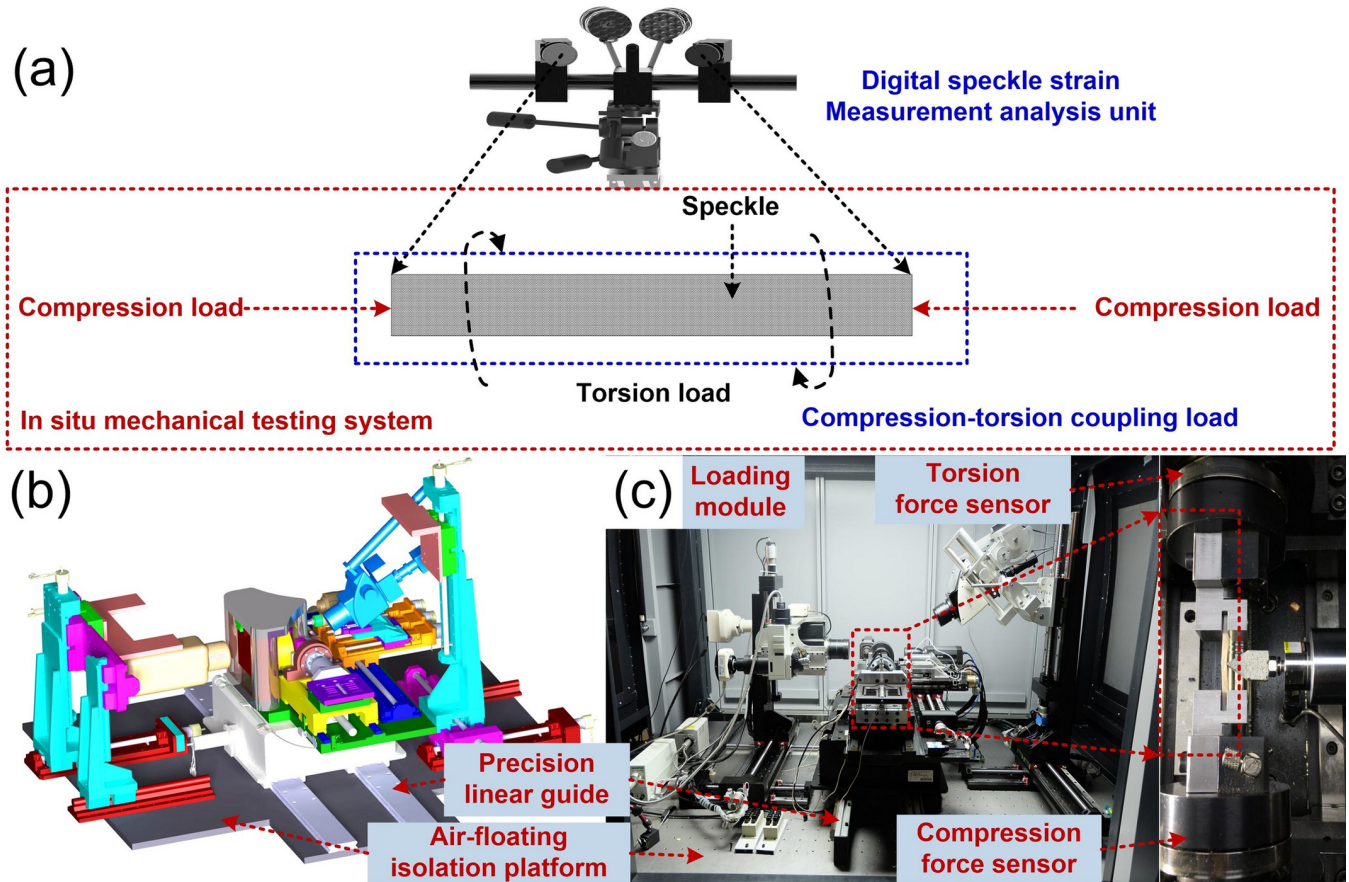 (a)
Digital speckle strain
Measurement analysis unit
Speckle
Compression load
Compression load
Torsion load
In situ mechanical testing system
Compression-torsion coupling load
(b)
(c)
Loading
module
Torsion
force sensor
Precision
linear guide
Air-floating
isolation platform
Compression
force sensor